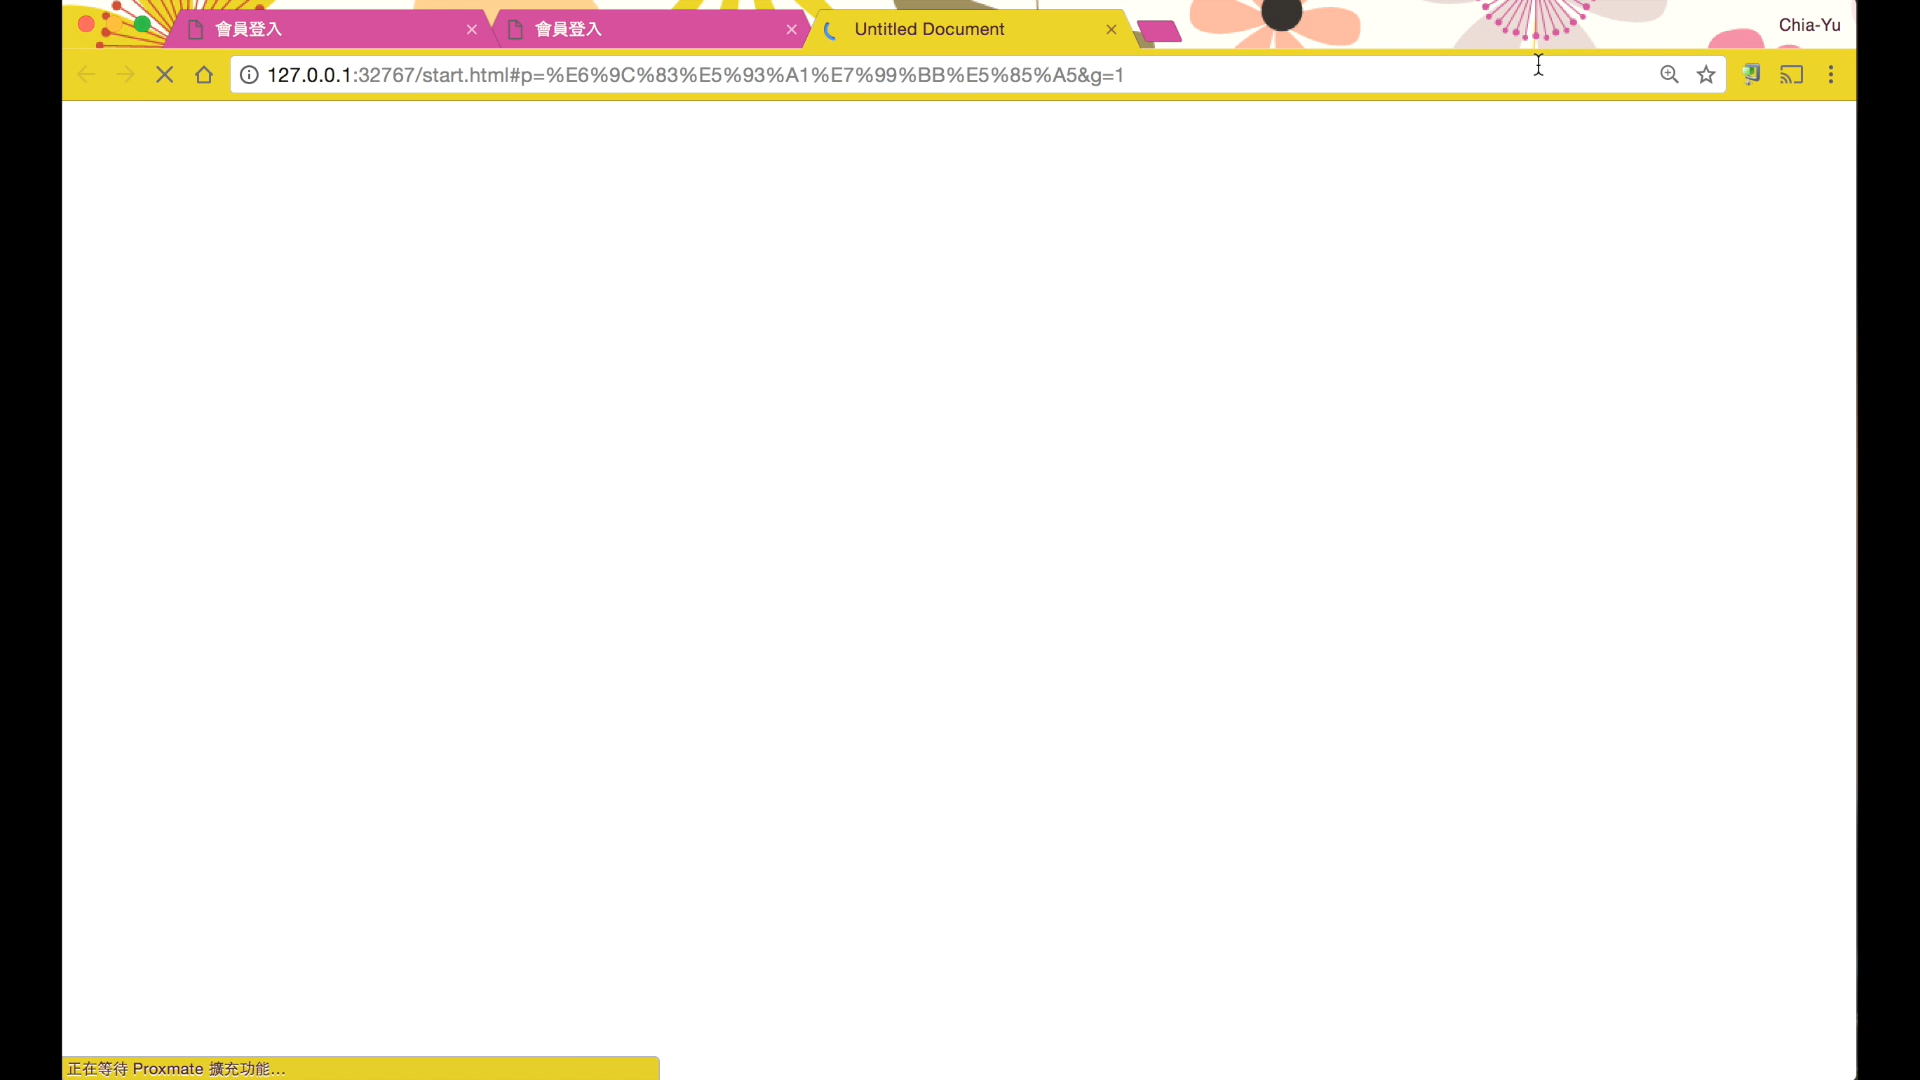 會員登入
會員登入
Untitled Document
Chia-Yu
127.0.0.1:32767/start.html#p=%E6%9C%83%E5%93%A1%E7%99%BB%E5%85%A5&g=1
正在等待 Proxmate 擴充功能...